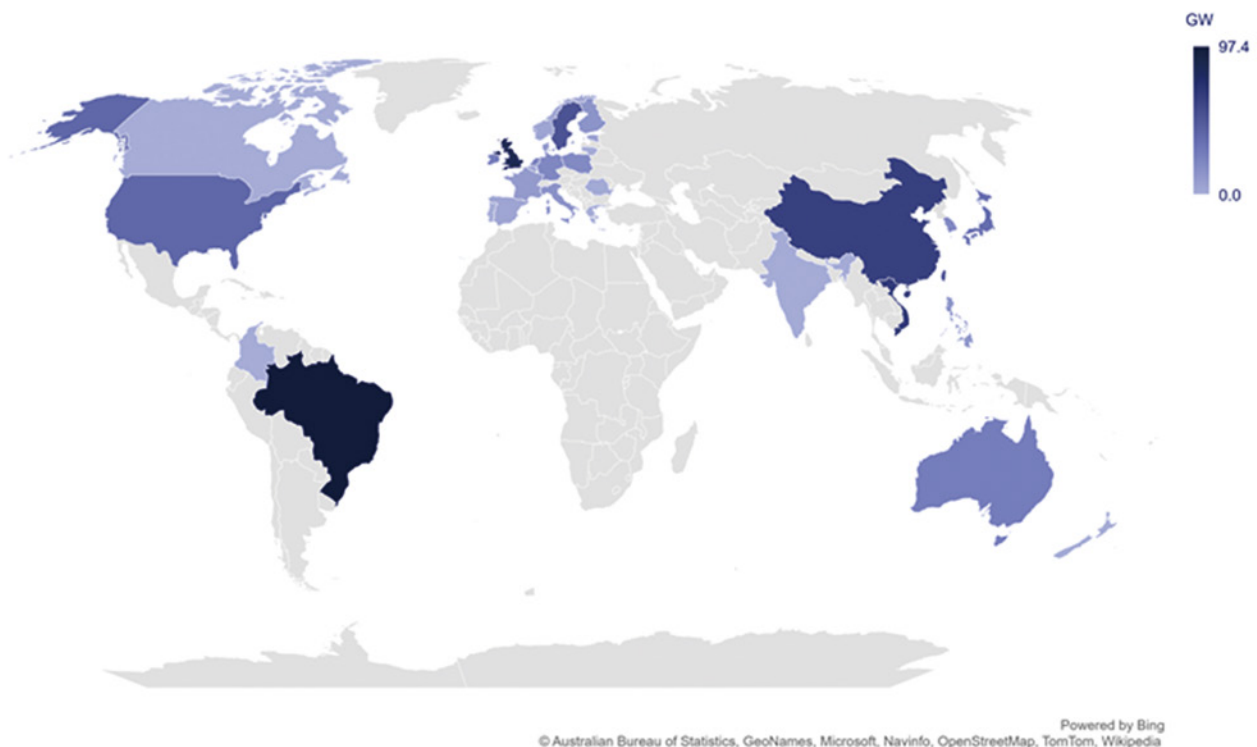 GW
97.4
0.0
Powered by Bing
© Australian Bureau of Statistics, GeoNames, Microsoft, Navinfo, OpenStreetMap, TomTom, Wikipedia